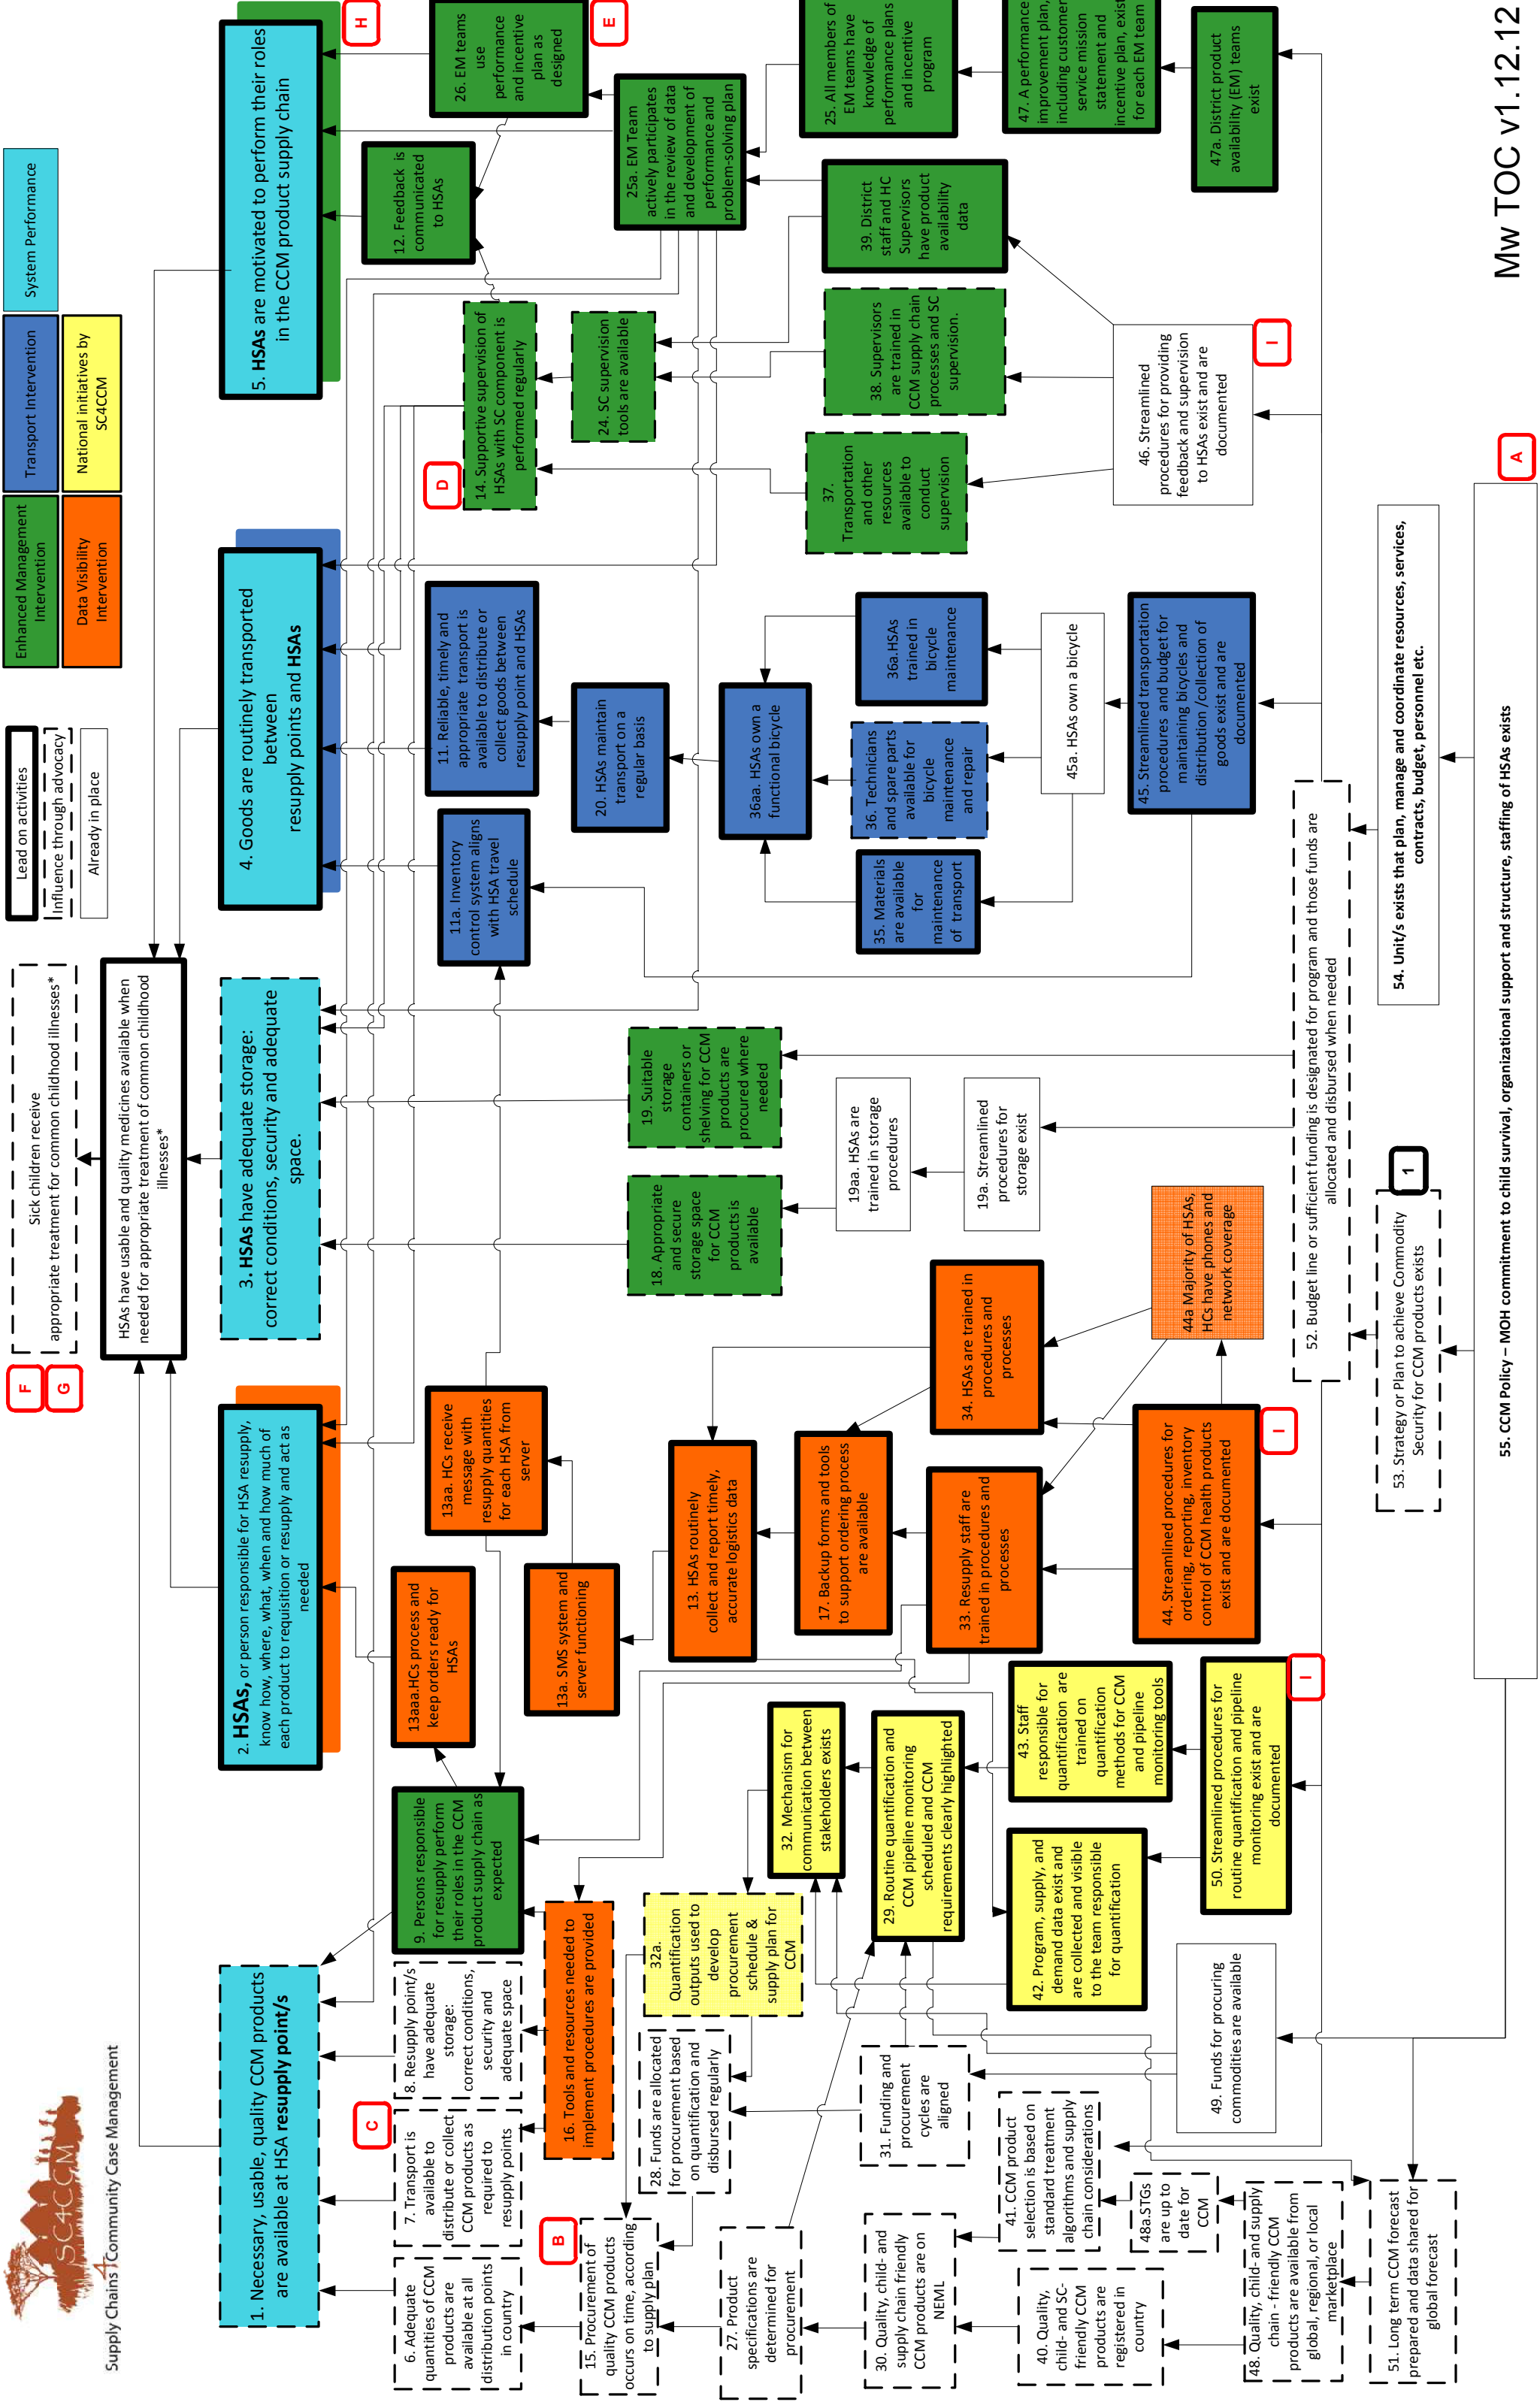 SC4CCM
Supply Chains 4 Community Case Management
Lead on activities
Influence through advocacy
Already in place
Enhanced Management
Intervention
Transport Intervention
System Performance
Data Visibility
Intervention
National initiatives by
SC4CCM
F
G
Sick children receive
appropriate treatment for common childhood illnesses*
HSAs have usable and quality medicines available when
needed for appropriate treatment of common childhood
illnesses*
1. Necessary, usable, quality CCM products
are available at HSA resupply point/s
2. HSAs, or person responsible for HSA resupply,
know how, where, what, when and how much of
each product to requisition or resupply and act as
needed
3. HSAs have adequate storage:
correct conditions, security and adequate
space.
4. Goods are routinely transported
between
resupply points and HSAs
5. HSAs are motivated to perform their roles
in the CCM product supply chain
H
C
6. Adequate
quantities of CCM
products are
available at all
distribution points
in country
7. Transport is
available to
distribute or collect
CCM products as
required to
resupply points
8. Resupply point/s
have adequate
storage:
correct conditions,
security and
adequate space
9. Persons responsible
for resupply perform
their roles in the CCM
product supply chain as
expected
13aaa.HCs process and
keep orders ready for
HSAs
13aa. HCs receive
message with
resupply quantities
for each HSA from
server
11a. Inventory
control system aligns
with HSA travel
schedule
11. Reliable, timely and
appropriate transport is
available to distribute or
collect goods between
resupply point and HSAs
D
14. Supportive supervision of
HSAs with SC component is
performed regularly
12. Feedback is
communicated
to HSAs
26. EM teams
use
performance
and incentive
plan as
designed
E
B
15. Procurement of
quality CCM products
occurs on time, according
to supply plan
16. Tools and resources needed to
implement procedures are provided
13a. SMS system and
server functioning
20. HSAs maintain
transport on a
regular basis
24. SC supervision
tools are available
25a. EM Team
actively participates
in the review of data
and development of
performance and
problem-solving plan
28. Funds are allocated
for procurement based
on quantification and
disbursed regularly
32a.
Quantification
outputs used to
develop
procurement
schedule &
supply plan for
CCM
13. HSAs routinely
collect and report timely,
accurate logistics data
18. Appropriate
and secure
storage space
for CCM
products is
available
19. Suitable
storage
containers or
shelving for CCM
products are
procured where
needed
27. Product
specifications are
determined for
procurement
32. Mechanism for
communication between
stakeholders exists
17. Backup forms and tools
to support ordering process
are available
36aa. HSAs own a
functional bicycle
37.
Transportation
and other
resources
available to
conduct
supervision
38. Supervisors
are trained in
CCM supply chain
processes and SC
supervision.
39. District
staff and HC
Supervisors
have product
availability
data
25. All members of
EM teams have
knowledge of
performance plans
and incentive
program
30. Quality, child- and
supply chain friendly
CCM products are on
NEML
31. Funding and
procurement
cycles are
aligned
29. Routine quantification and
CCM pipeline monitoring
scheduled and CCM
requirements clearly highlighted
33. Resupply staff are
trained in procedures and
processes
34. HSAs are trained in
procedures and
processes
19aa. HSAs are
trained in storage
procedures
35. Materials
are available
for
maintenance
of transport
36. Technicians
and spare parts
available for
bicycle
maintenance
and repair
36a.HSAs
trained in
bicycle
maintenance
40. Quality,
child- and SC-
friendly CCM
products are
registered in
country
41. CCM product
selection is based on
standard treatment
algorithms and supply
chain considerations
42. Program, supply, and
demand data exist and
are collected and visible
to the team responsible
for quantification
43. Staff
responsible for
quantification are
trained on
quantification
methods for CCM
and pipeline
monitoring tools
19a. Streamlined
procedures for
storage exist
45a. HSAs own a bicycle
47. A performance
improvement plan,
including customer
service mission
statement and
incentive plan, exist
for each EM team
48a.STGs
are up to
date for
CCM
49. Funds for procuring
commodities are available
44. Streamlined procedures for
ordering, reporting, inventory
control of CCM health products
exist and are documented
44a Majority of HSAs,
HCs have phones and
network coverage
45. Streamlined transportation
procedures and budget for
maintaining bicycles and
distribution /collection of
goods exist and are
documented
46. Streamlined
procedures for providing
feedback and supervision
to HSAs exist and are
documented
47a. District product
availability (EM) teams
exist
48. Quality, child- and supply
chain - friendly CCM
products are available from
global, regional, or local
marketplace
50. Streamlined procedures for
routine quantification and pipeline
monitoring exist and are
documented
I
I
I
51. Long term CCM forecast
prepared and data shared for
global forecast
52. Budget line or sufficient funding is designated for program and those funds are
allocated and disbursed when needed
53. Strategy or Plan to achieve Commodity
Security for CCM products exists
1
54. Unit/s exists that plan, manage and coordinate resources, services,
contracts, budget, personnel etc.
55. CCM Policy – MOH commitment to child survival, organizational support and structure, staffing of HSAs exists
A
Mw TOC v1.12.12